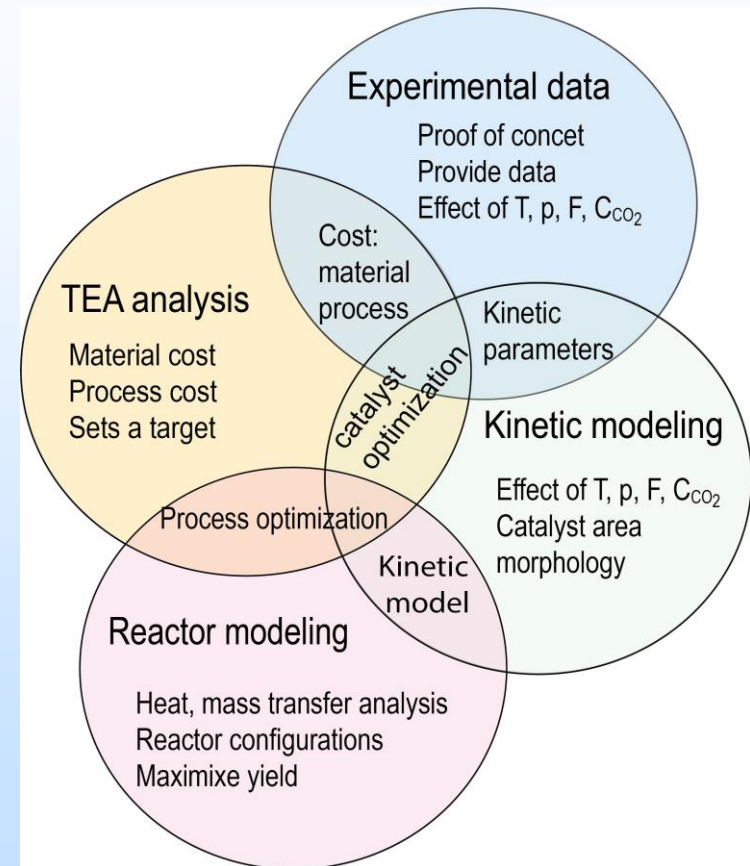 Experimental data
Proof of concet
Provide data
Effect of T, p, F, C_CO₂
Cost:
material
process
TEA analysis
Material cost
Process cost
Sets a target
Kinetic
parameters
catalyst
optimization
Kinetic modeling
Effect of T, p, F, C_CO₂
Catalyst area
morphology
Process optimization
Kinetic
model
Reactor modeling
Heat, mass transfer analysis
Reactor configurations
Maximixe yield